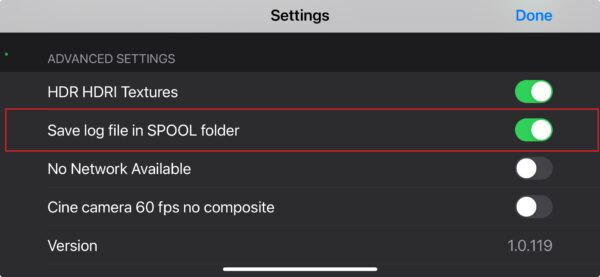 Settings
Done
ADVANCED SETTINGS
HDR HDRI Textures
Save log file in SPOOL folder
No Network Available
Cine camera 60 fps no composite
Version
1.0.119